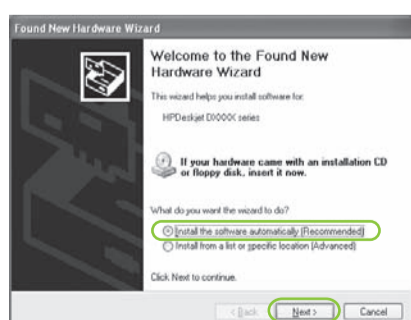 Found New Hardware Wizard
Welcome to the Found New
Hardware Wizard
This wizard helps you install software for:
HPDeskjet DXXXX series
If your hardware came with an installation CD
or floppy disk, insert it now.
What do you want the wizard to do?
Install the software automatically (Recommended)
Install from a list or specific location (Advanced)
Click Next to continue.
< Back
Next >
Cancel